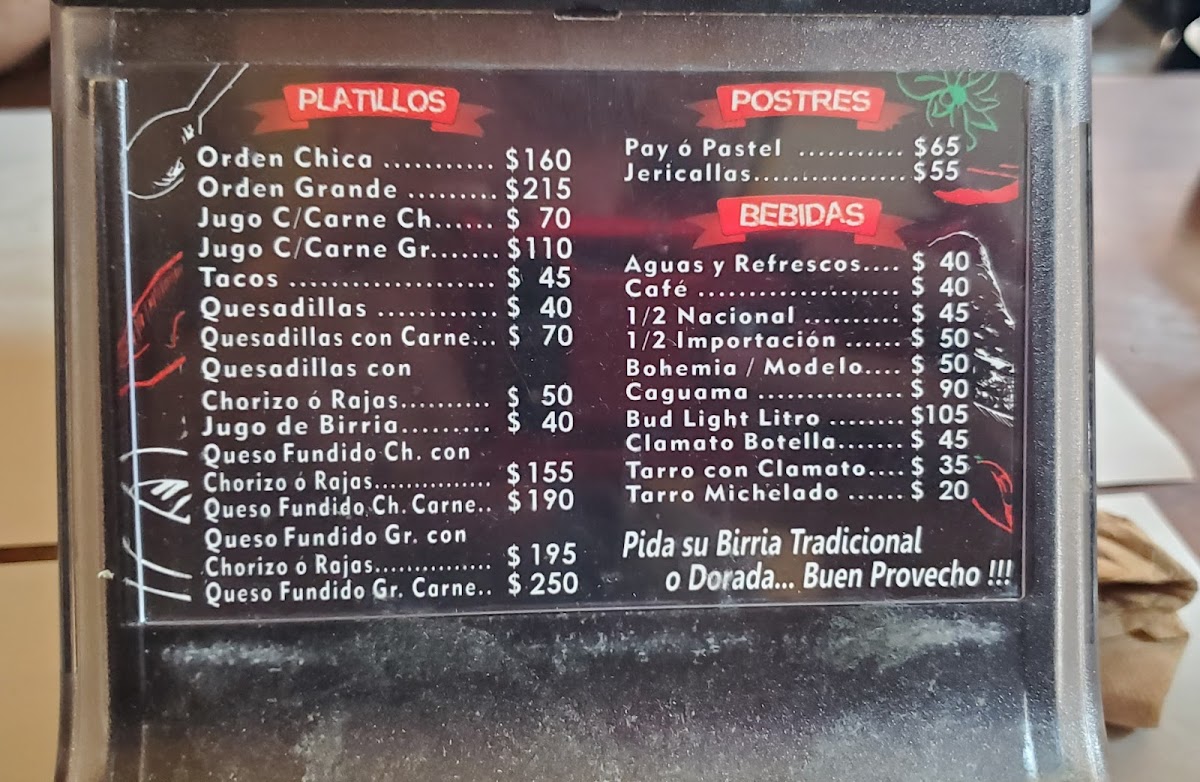 PLATILLOS
Orden Chica ........... $160
Orden Grande ......... $215
Jugo C/Carne Ch...... $ 70
Jugo C/Carne Gr....... $110
Tacos ..................... $ 45
Quesadillas ............ $ 40
Quesadillas con Carne... $ 70
Quesadillas con
Chorizo ó Rajas.......... $ 50
Jugo de Birria......... $ 40
Queso Fundido Ch. con
Chorizo ó Rajas............... $155
Queso Fundido Ch. Carne.. $190
Queso Fundido Gr. con
Chorizo ó Rajas............... $195
Queso Fundido Gr. Carne.. $250
POSTRES
Pay ó Pastel ........... $65
Jericallas................ $55
BEBIDAS
Aguas y Refrescos.... $ 40
Café ..................... $ 40
1/2 Nacional .......... $ 45
1/2 Importación ...... $ 50
Bohemia / Modelo.... $ 50
Caguama ............... $ 90
Bud Light Litro ........ $105
Clamato Botella....... $ 45
Tarro con Clamato.... $ 35
Tarro Michelado ...... $ 20
Pida su Birria Tradicional
o Dorada... Buen Provecho !!!